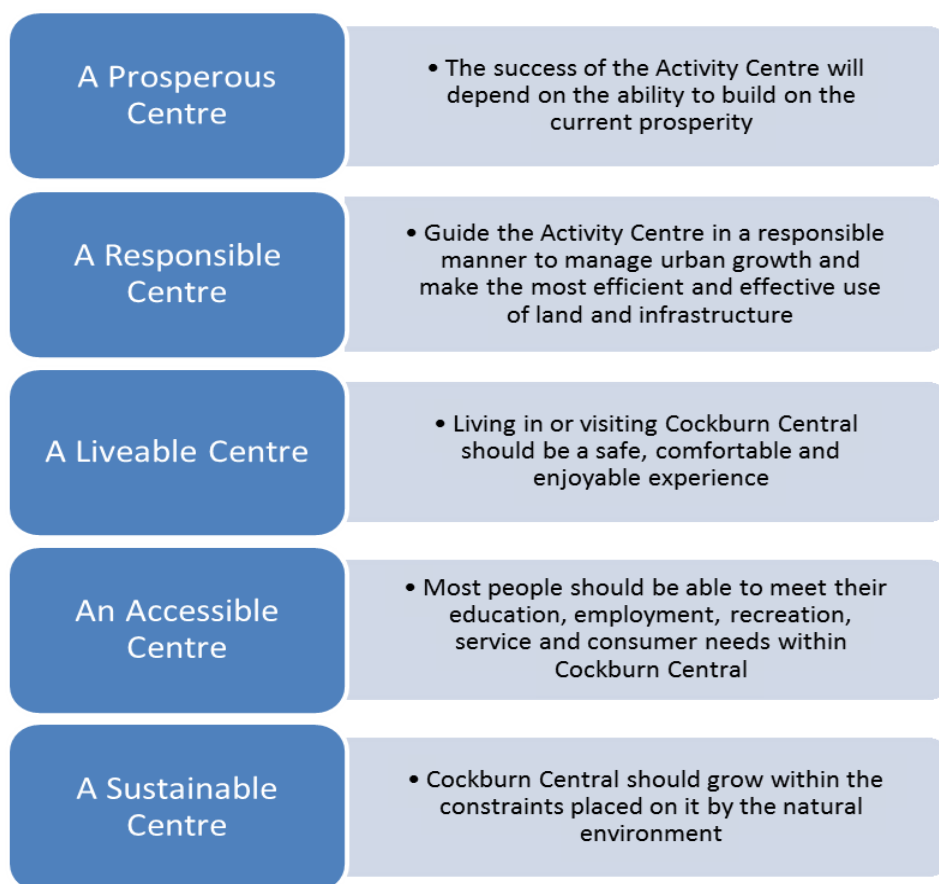 A Prosperous
Centre
• The success of the Activity Centre will
depend on the ability to build on the
current prosperity
A Responsible
Centre
• Guide the Activity Centre in a responsible
manner to manage urban growth and
make the most efficient and effective use
of land and infrastructure
A Liveable Centre
• Living in or visiting Cockburn Central
should be a safe, comfortable and
enjoyable experience
An Accessible
Centre
• Most people should be able to meet their
education, employment, recreation,
service and consumer needs within
Cockburn Central
A Sustainable
Centre
• Cockburn Central should grow within the
constraints placed on it by the natural
environment